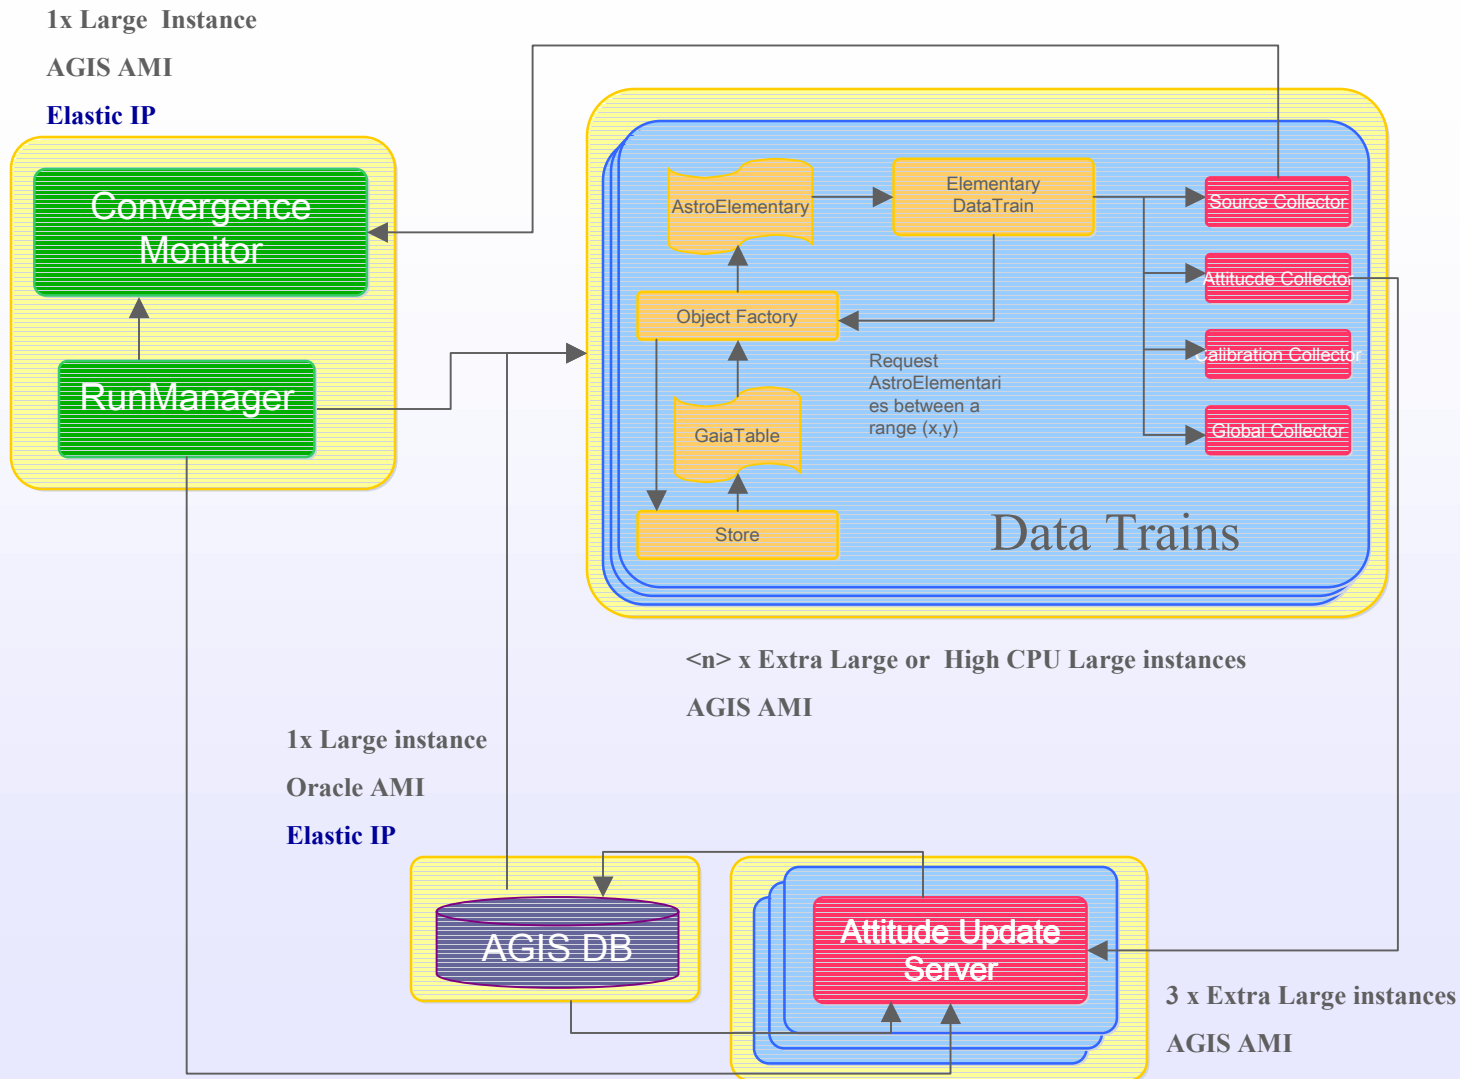 1x Large Instance
AGIS AMI
Elastic IP
Convergence
Monitor
RunManager
AstroElementary
Elementary
DataTrain
Source Collector
Attitucde Collector
Object Factory
Calibration Collector
Request
AstroElementari
es between a
range (x,y)
Global Collector
GaiaTable
Store
Data Trains
<n> x Extra Large or High CPU Large instances
AGIS AMI
1x Large instance
Oracle AMI
Elastic IP
AGIS DB
Attitude Update
Server
3 x Extra Large instances
AGIS AMI